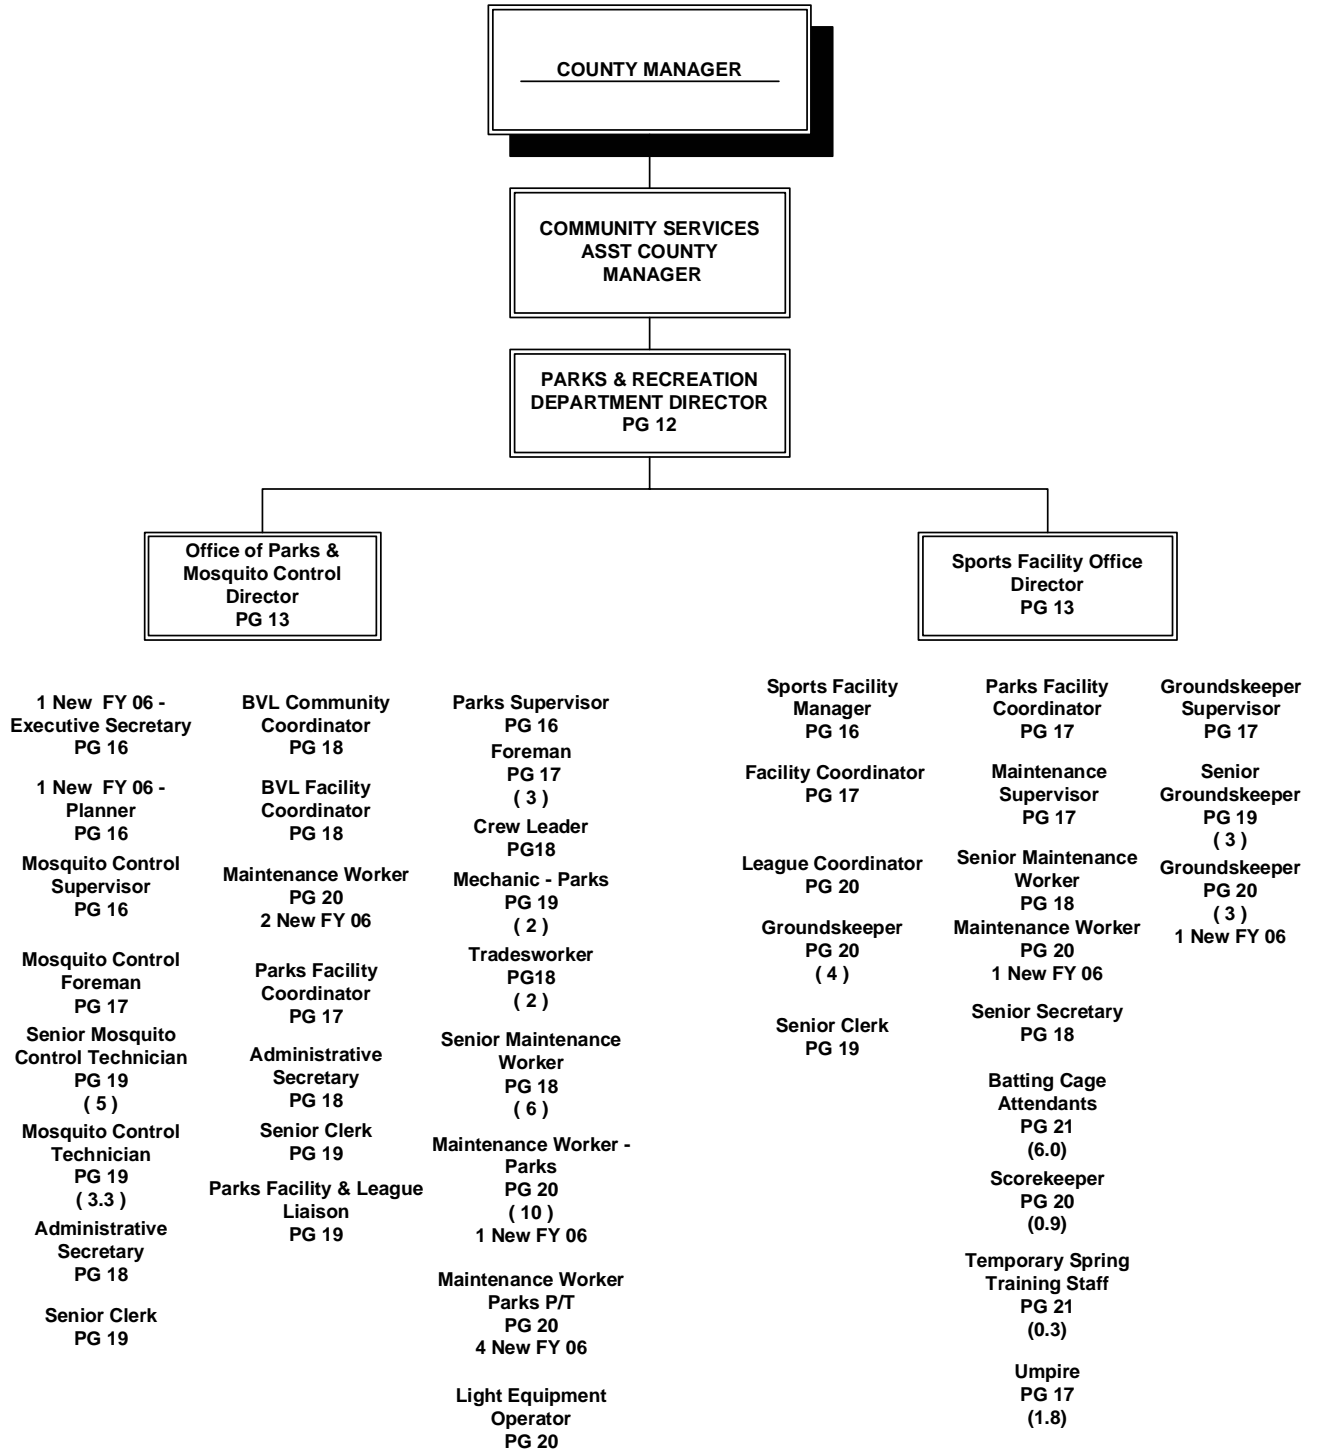 COUNTY MANAGER
COMMUNITY SERVICES
ASST COUNTY
MANAGER
PARKS & RECREATION
DEPARTMENT DIRECTOR
PG 12
Office of Parks &
Mosquito Control
Director
PG 13
Sports Facility Office
Director
PG 13
1 New  FY 06 -
Executive Secretary
PG 16
1 New  FY 06 -
Planner
PG 16
Mosquito Control
Supervisor
PG 16
Mosquito Control
Foreman
PG 17
Senior Mosquito
Control Technician
PG 19
( 5 )
Mosquito Control
Technician
PG 19
( 3.3 )
Administrative
Secretary
PG 18
Senior Clerk
PG 19
BVL Community
Coordinator
PG 18
BVL Facility
Coordinator
PG 18
Maintenance Worker
PG 20
2 New FY 06
Parks Facility
Coordinator
PG 17
Administrative
Secretary
PG 18
Senior Clerk
PG 19
Parks Facility & League
Liaison
PG 19
Parks Supervisor
PG 16
Foreman
PG 17
( 3 )
Crew Leader
PG18
Mechanic - Parks
PG 19
( 2 )
Tradesworker
PG18
( 2 )
Senior Maintenance
Worker
PG 18
( 6 )
Maintenance Worker -
Parks
PG 20
( 10 )
1 New FY 06
Maintenance Worker
Parks P/T
PG 20
4 New FY 06
Light Equipment
Operator
PG 20
Sports Facility
Manager
PG 16
Facility Coordinator
PG 17
League Coordinator
PG 20
Groundskeeper
PG 20
( 4 )
Senior Clerk
PG 19
Parks Facility
Coordinator
PG 17
Maintenance
Supervisor
PG 17
Senior Maintenance
Worker
PG 18
Maintenance Worker
PG 20
1 New FY 06
Senior Secretary
PG 18
Batting Cage
Attendants
PG 21
(6.0)
Scorekeeper
PG 20
(0.9)
Temporary Spring
Training Staff
PG 21
(0.3)
Umpire
PG 17
(1.8)
Groundskeeper
Supervisor
PG 17
Senior
Groundskeeper
PG 19
( 3 )
Groundskeeper
PG 20
( 3 )
1 New FY 06